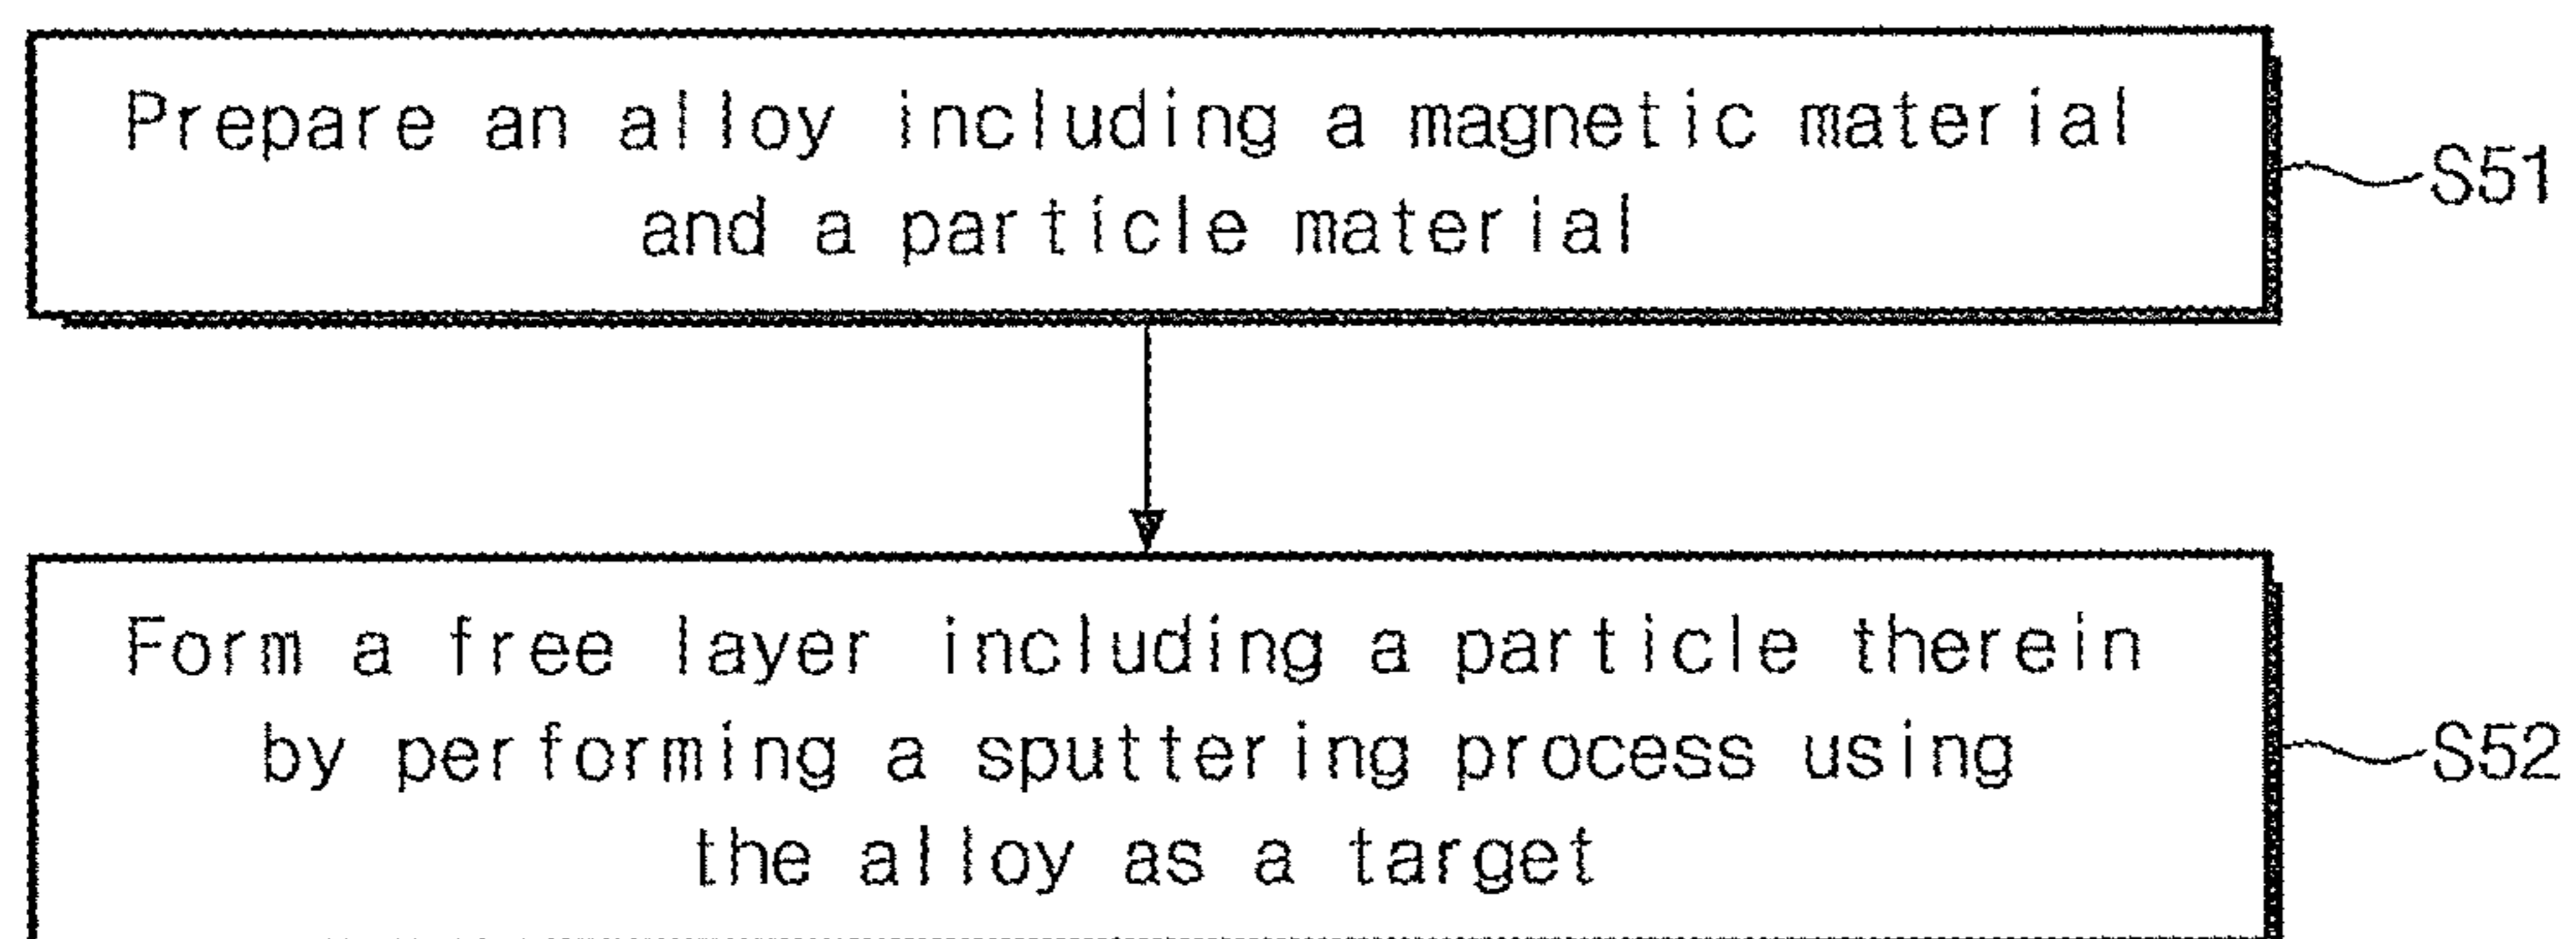 Prepare an alloy including a magnetic material
and a particle material
S51
Form a free layer including a particle therein
by performing a sputtering process using
the alloy as a target
S52